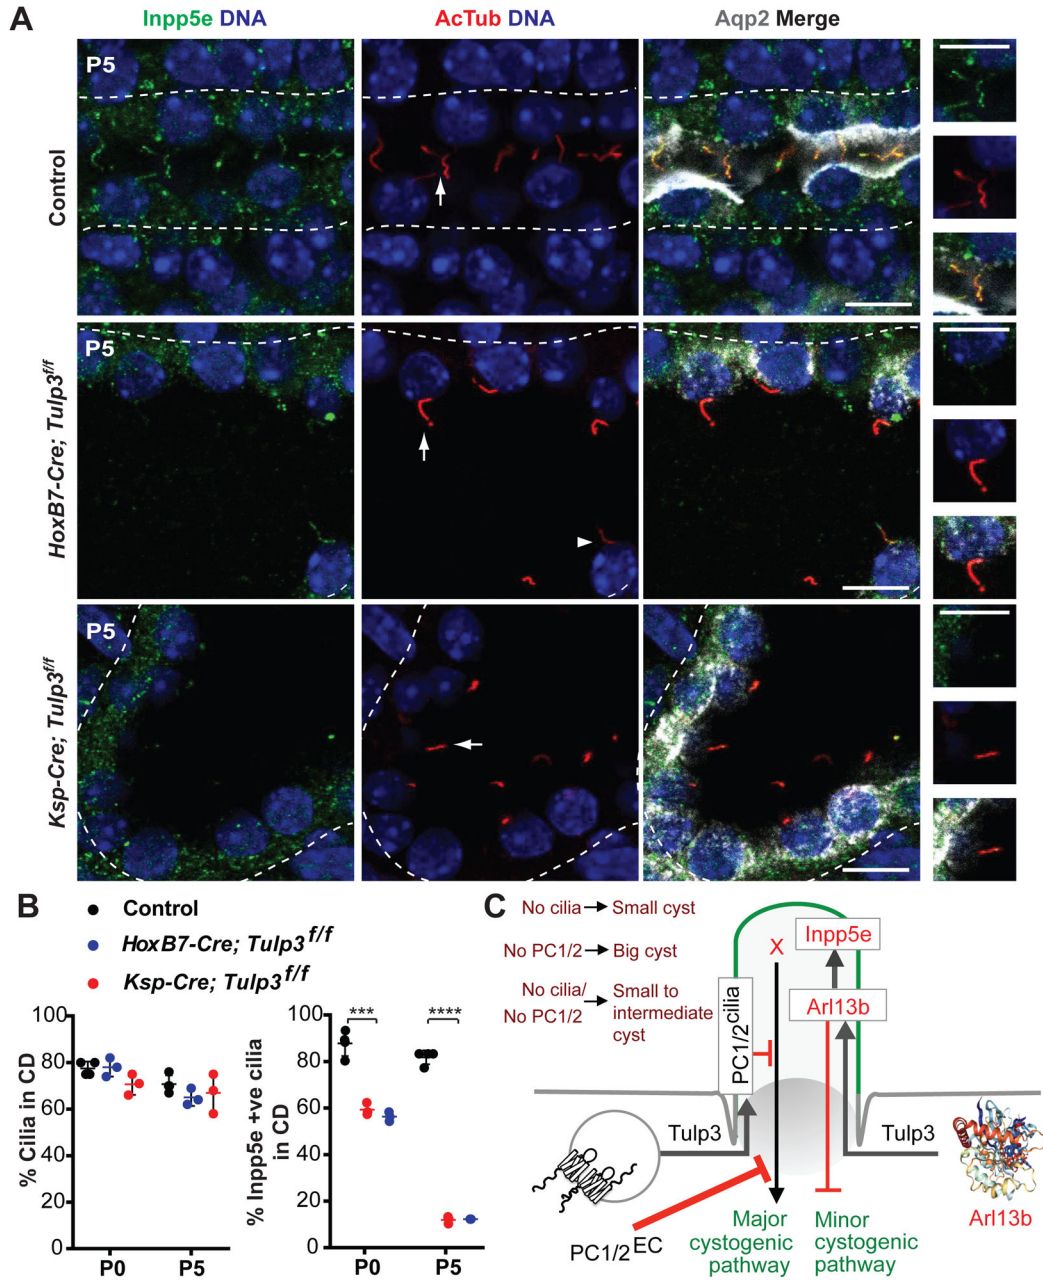 A
Inpp5e DNA
AcTub DNA
Aqp2 Merge
P5
Control
P5
HoxB7-Cre; Tulp3f/f
P5
Ksp-Cre; Tulp3f/f
B
Control
HoxB7-Cre; Tulp3f/f
Ksp-Cre; Tulp3f/f
% Cilia in CD
100
80
60
40
20
0
P0
P5
% Inpp5e +ve cilia
in CD
100
80
60
40
20
0
***
****
P0
P5
C
No cilia
Small cyst
No PC1/2
Big cyst
No cilia/
No PC1/2
Small to
intermediate
cyst
X
Inpp5e
Arl13b
PC1/2cilia
Tulp3
Tulp3
PC1/2EC
Major
cystogenic
pathway
Minor
cystogenic
pathway
Arl13b